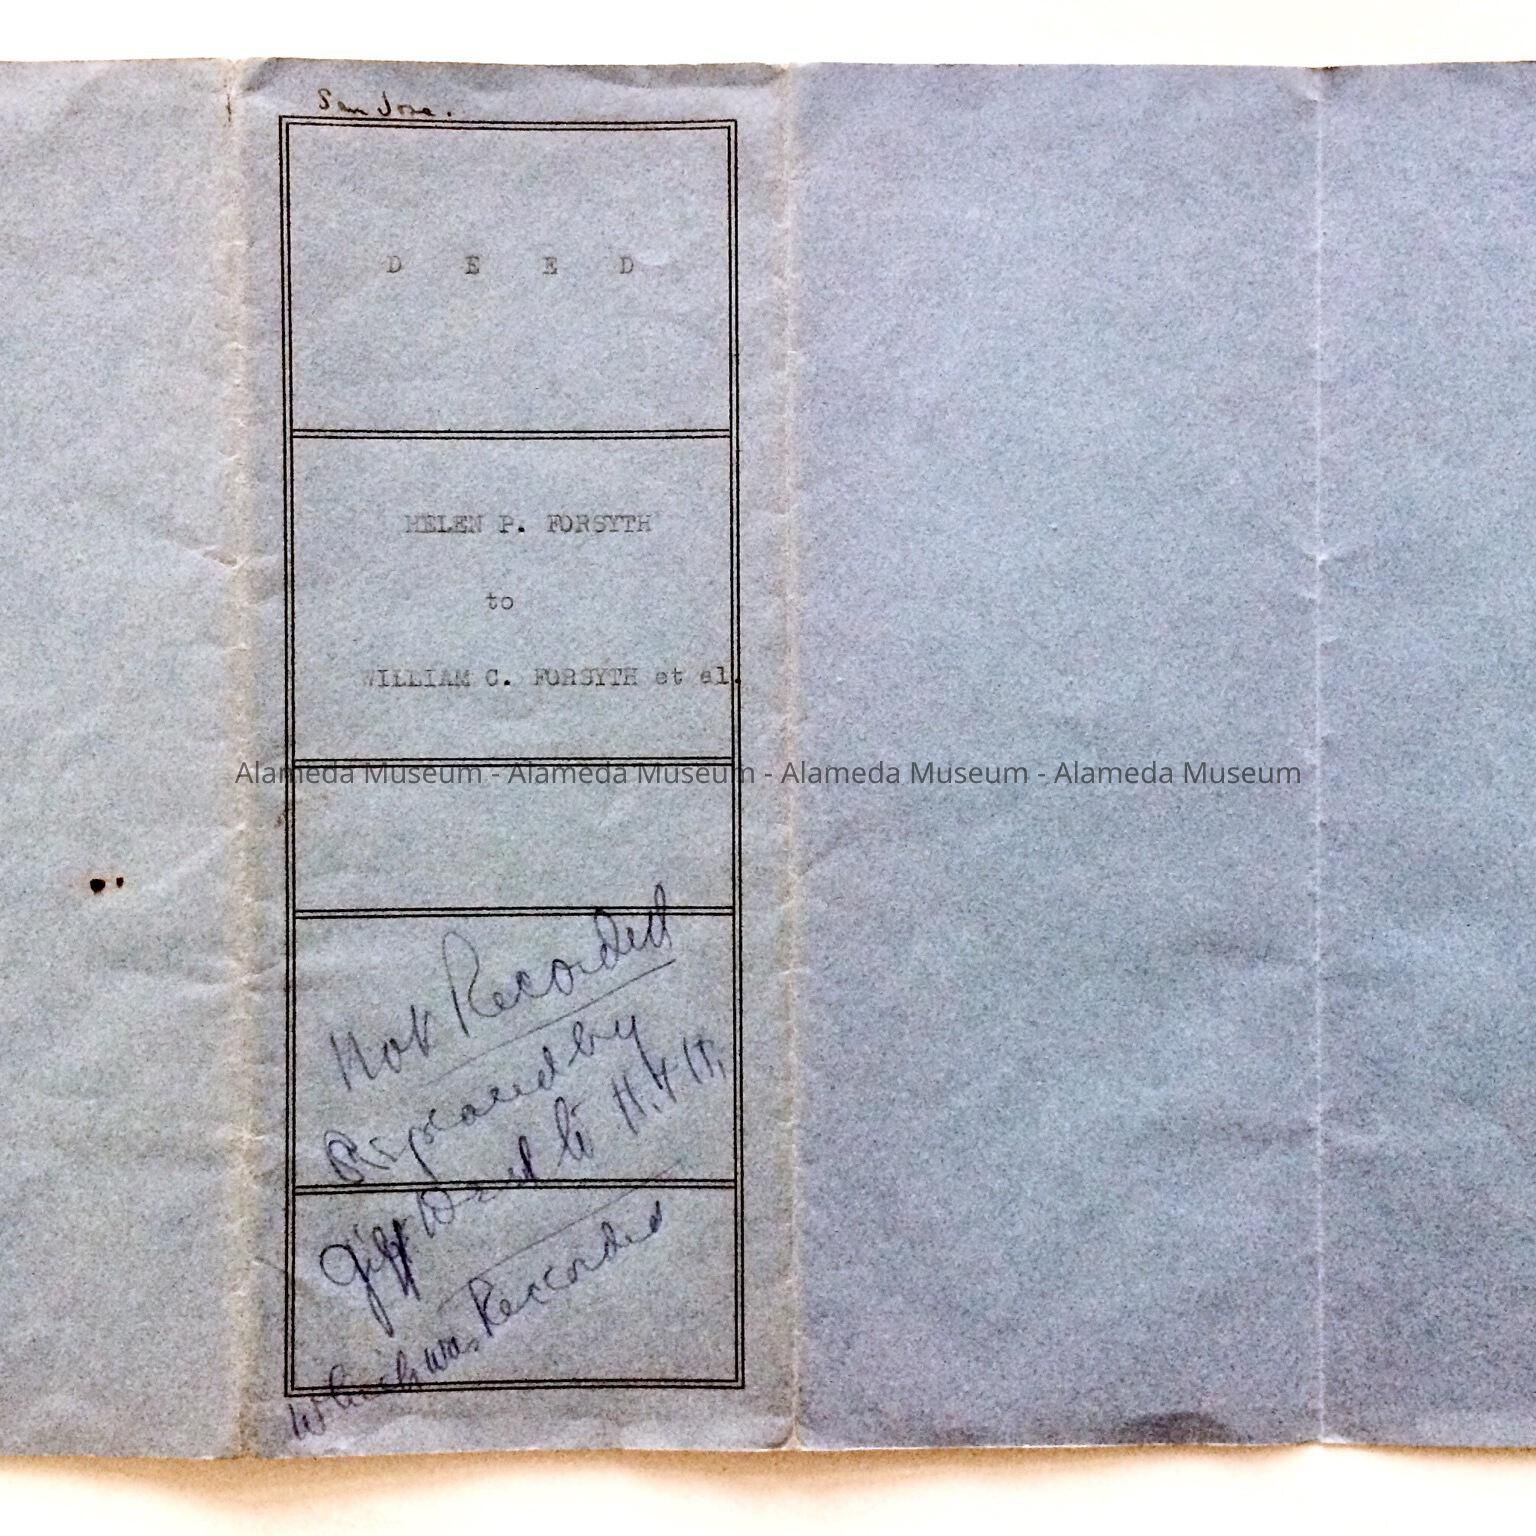 San Jose.
D E E D
HELEN P. FORSYTH
to
WILLIAM C. FORSYTH et al.
Alameda Museum - Alameda Museum - Alameda Museum - Alameda Museum
Not Recorded
Replaced by
Gift Deed to
which was Recorded